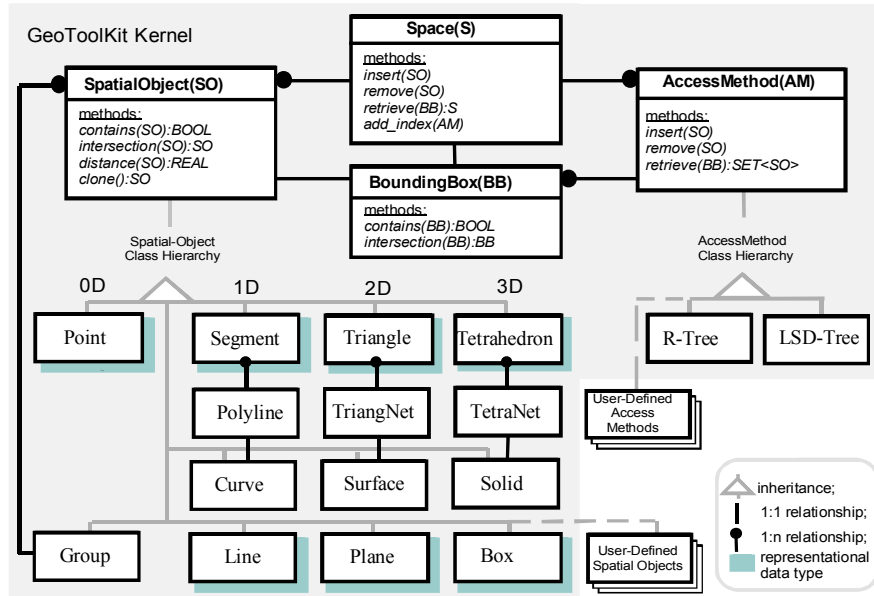 GeoToolKit Kernel
Space(S)
methods:
insert(SO)
remove(SO)
retrieve(BB):S
add_index(AM)
SpatialObject(SO)
methods:
contains(SO):BOOL
intersection(SO):SO
distance(SO):REAL
clone():SO
AccessMethod(AM)
methods:
insert(SO)
remove(SO)
retrieve(BB):SET<SO>
BoundingBox(BB)
methods:
contains(BB):BOOL
intersection(BB):BB
Spatial-Object
Class Hierarchy
AccessMethod
Class Hierarchy
0D
1D
2D
3D
Point
Segment
Triangle
Tetrahedron
R-Tree
LSD-Tree
Polyline
TriangNet
TetraNet
User-Defined
Access
Methods
Curve
Surface
Solid
Group
Line
Plane
Box
User-Defined
Spatial Objects
inheritance;
1:1 relationship;
1:n relationship;
representational
data type